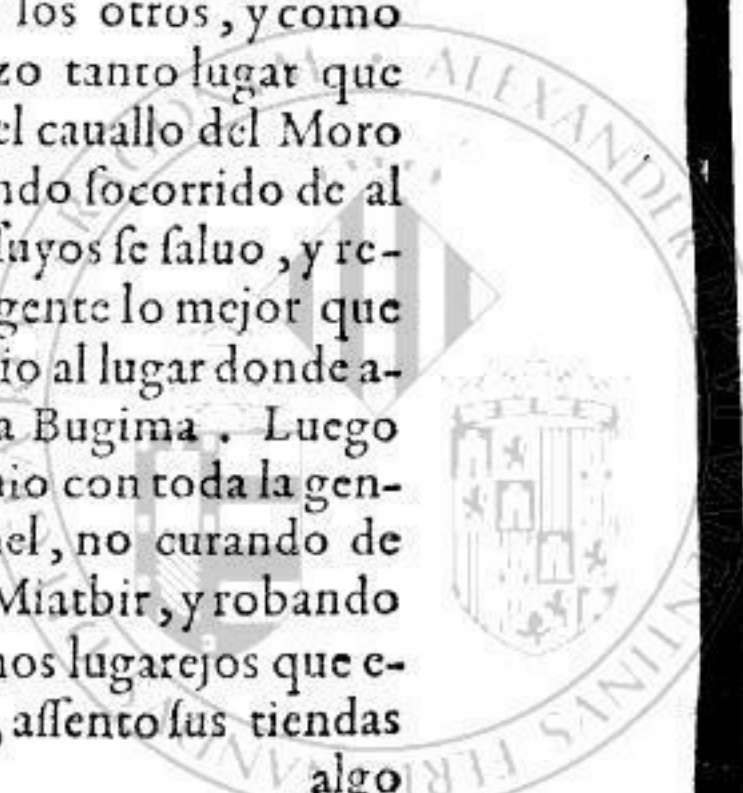 los otros, y como
zo tanto lugar que
el cauallo del Moro
ndo ſocorrido de al
ſuyos ſe ſaluo, y re-
gente lo mejor que
io al lugar donde a-
a Bugima. Luego
nio con toda la gen-
el, no curando de
Miatbir, y robando
nos lugarejos que e-
, aſſento ſus tiendas
algo